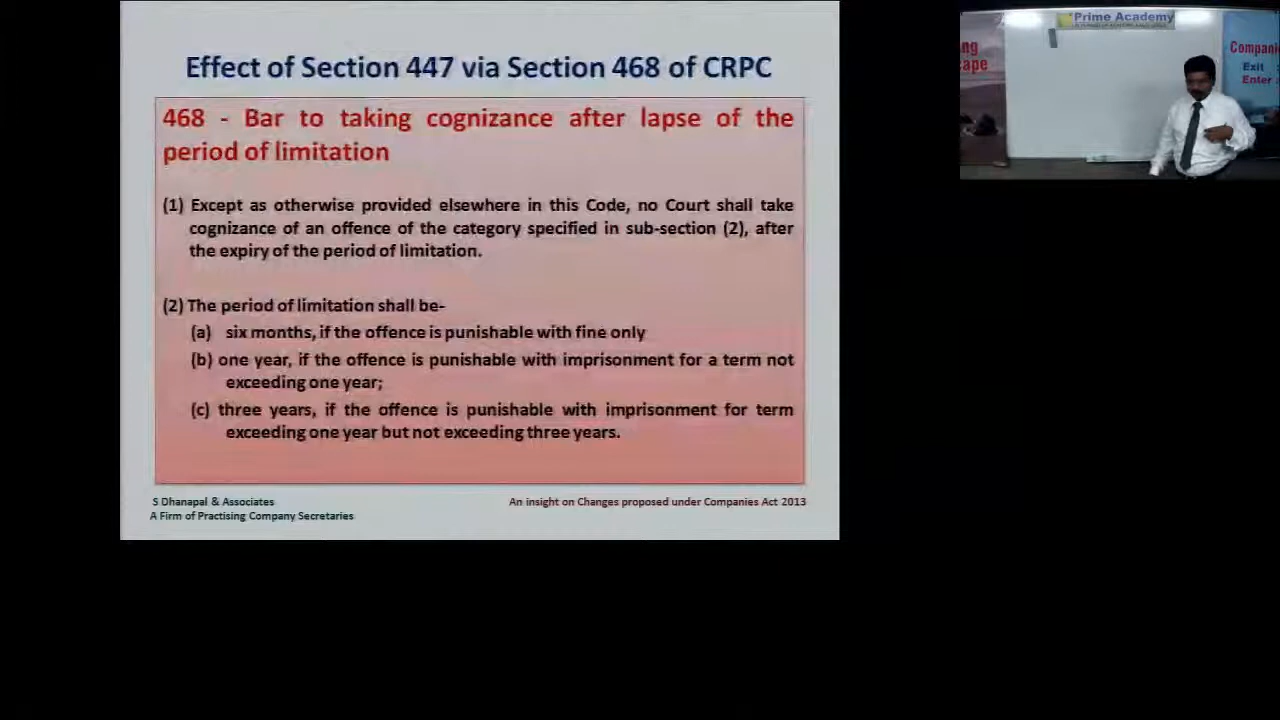 Effect of Section 447 via Section 468 of CRPC
468 - Bar to taking cognizance after lapse of the
period of limitation
(1) Except as otherwise provided elsewhere in this Code, no Court shall take
cognizance of an offence of the category specified in sub-section (2), after
the expiry of the period of limitation.
(2) The period of limitation shall be-
(a) six months, if the offence is punishable with fine only
(b) one year, if the offence is punishable with imprisonment for a term not
exceeding one year;
(c) three years, if the offence is punishable with imprisonment for term
exceeding one year but not exceeding three years.
S Dhanapal & Associates
A Firm of Practising Company Secretaries
An insight on Changes proposed under Companies Act 2013
Prime Academy
ng
cape
Compani
Exit :
Enter :